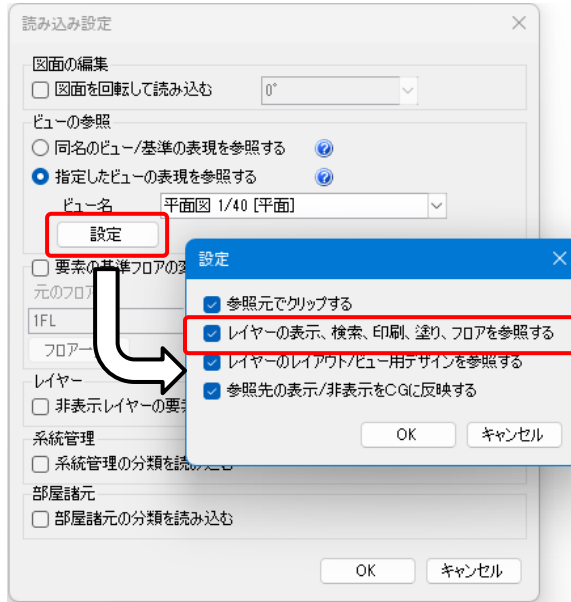 読み込み設定
図面の編集
図面を回転して読み込む
0°
ビューの参照
同名のビュー/基準の表現を参照する
指定したビューの表現を参照する
ビュー名
平面図 1/40 [平面]
設定
要素の基準フロアの変
元のフロア
1FL
フロアー
レイヤー
非表示レイヤーの要素
系統管理
系統管理の分類を読み込む
部屋諸元
部屋諸元の分類を読み込む
OK
キャンセル
設定
参照元でクリップする
レイヤーの表示、検索、印刷、塗り、フロアを参照する
レイヤーのレイアウト/ビュー用デザインを参照する
参照先の表示/非表示をCGに反映する
OK
キャンセル